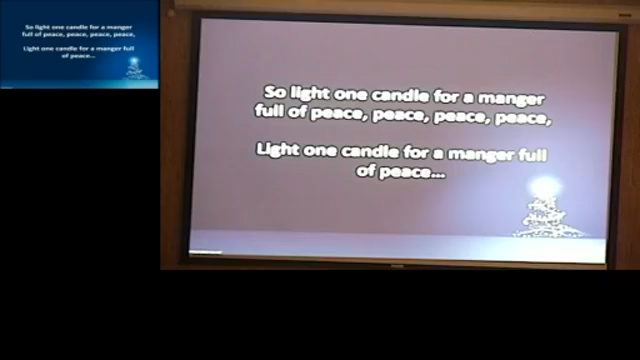 So light one candle for a manger
full of peace, peace, peace, peace,
Light one candle for a manger full
of peace...
So light one candle for a manger
full of peace, peace, peace, peace,
Light one candle for a manger full
of peace...